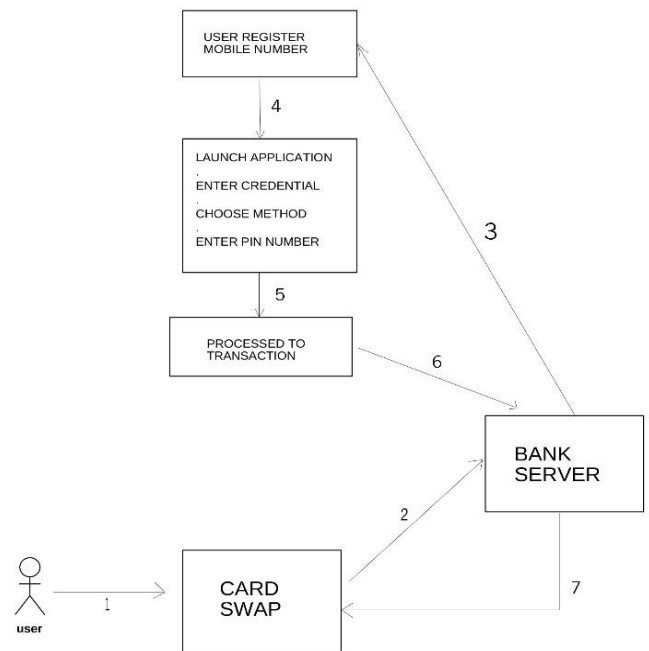 USER REGISTER
MOBILE NUMBER
4
LAUNCH APPLICATION
.
ENTER CREDENTIAL
.
CHOOSE METHOD
.
ENTER PIN NUMBER
3
5
PROCESSED TO
TRANSACTION
6
BANK
SERVER
2
CARD
SWAP
7
1
user